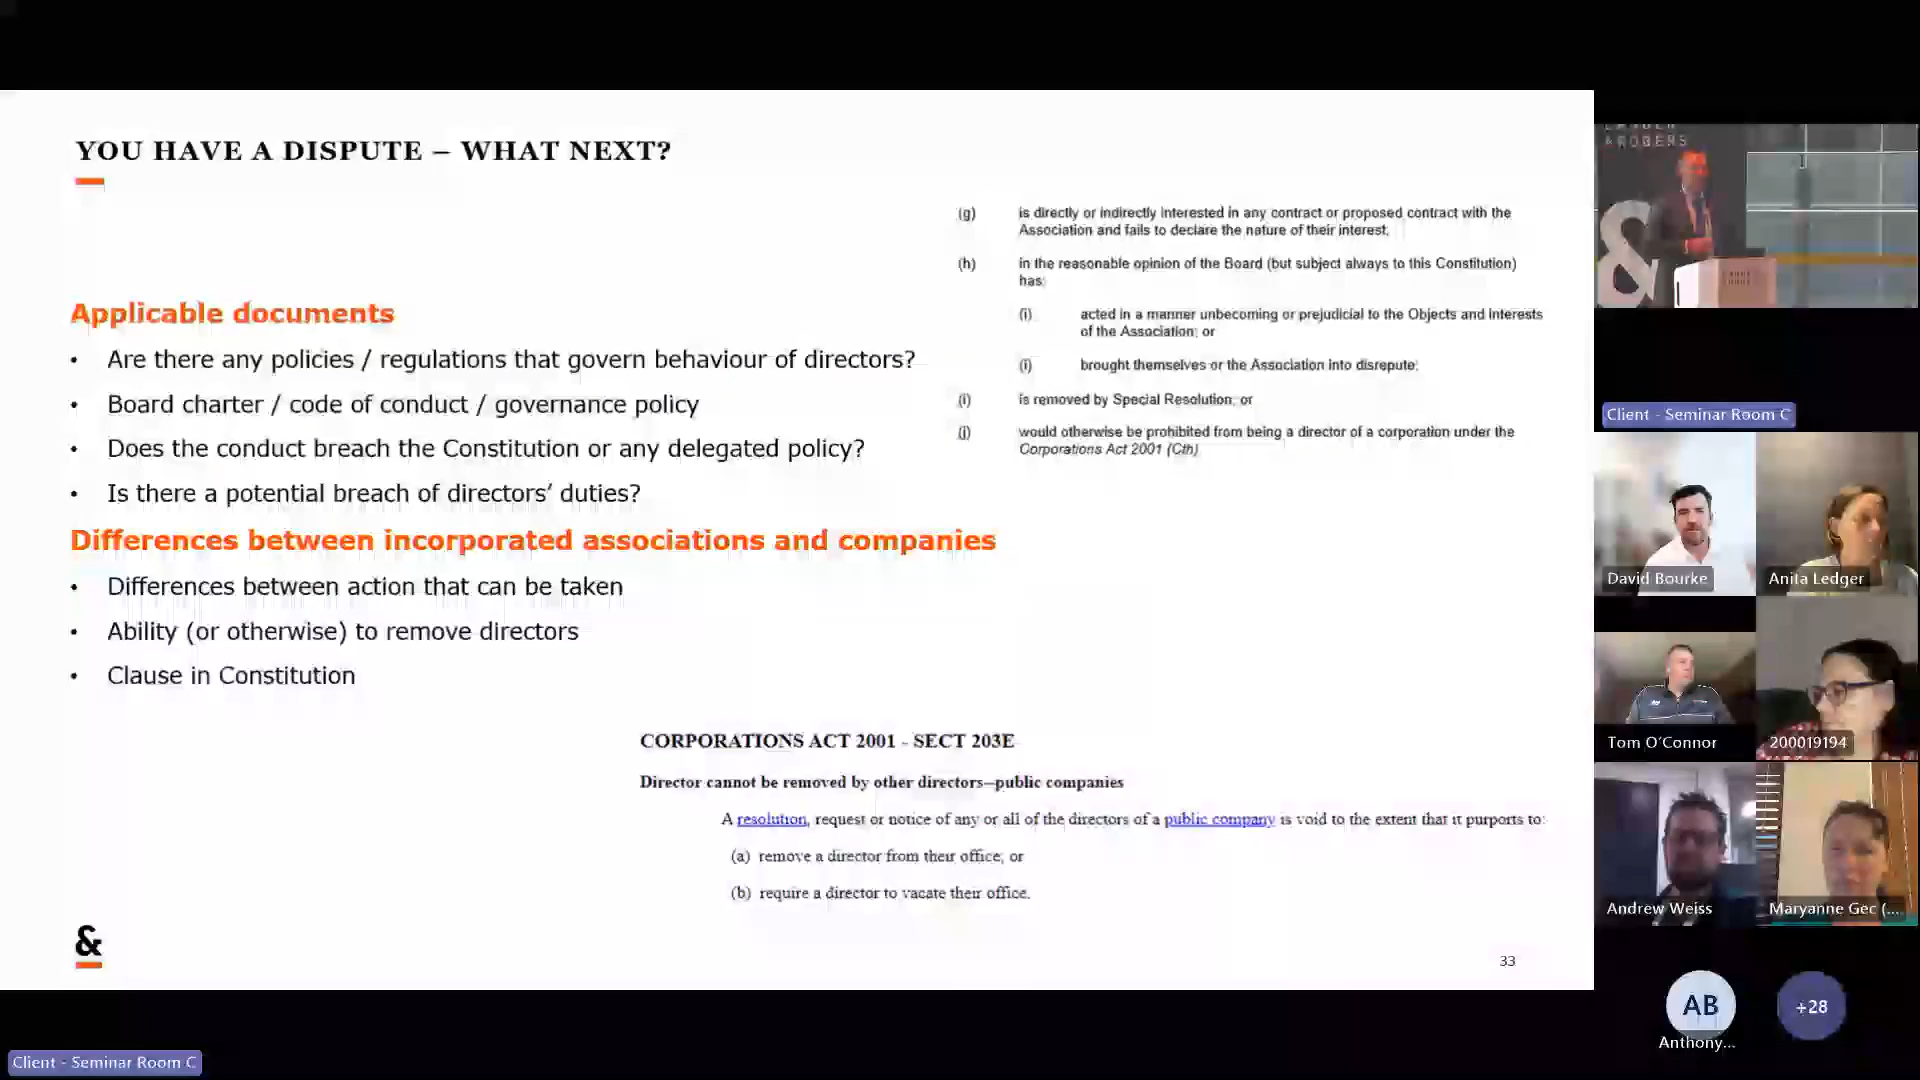 YOU HAVE A DISPUTE – WHAT NEXT?
Applicable documents
• Are there any policies / regulations that govern behaviour of directors?
• Board charter / code of conduct / governance policy
• Does the conduct breach the Constitution or any delegated policy?
• Is there a potential breach of directors’ duties?
Differences between incorporated associations and companies
• Differences between action that can be taken
• Ability (or otherwise) to remove directors
• Clause in Constitution
(g) is directly or indirectly interested in any contract or proposed contract with the
Association and fails to declare the nature of their interest;
(h) in the reasonable opinion of the Board (but subject always to this Constitution)
has:
(i) acted in a manner unbecoming or prejudicial to the Objects and Interests
of the Association; or
(i) brought themselves or the Association into disrepute;
(i) is removed by Special Resolution; or
(j) would otherwise be prohibited from being a director of a corporation under the
Corporations Act 2001 (Cth)
CORPORATIONS ACT 2001 - SECT 203E
Director cannot be removed by other directors--public companies
A resolution, request or notice of any or all of the directors of a public company is void to the extent that it purports to:
(a) remove a director from their office; or
(b) require a director to vacate their office.
&
33
& ROGERS
&
Client - Seminar Room C
David Bourke
Anita Ledger
Tom O’Connor
200019194
Andrew Weiss
Maryanne Gec (...
AB
+28
Anthony...
Client - Seminar Room C